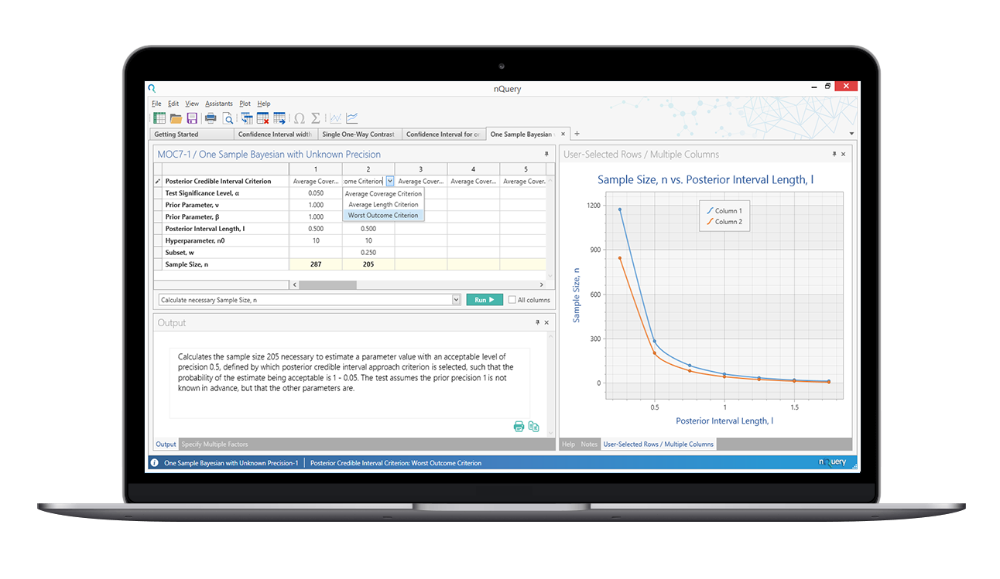 nQuery
File Edit View Assistants Plot Help
Getting Started Confidence Interval width Single One-Way Contrast Confidence Interval for One Sample Bayesian
MOC7-1 / One Sample Bayesian with Unknown Precision
1 2 3 4 5
Posterior Credible Interval Criterion Average Cover... ome Criterion Average Cover... Average Cover... Average Cover.
Test Significance Level, α 0.050
Prior Parameter, ν 1.000
Prior Parameter, β 1.000
Posterior Interval Length, l 0.500 0.500
Hyperparameter, n0 10 10
Subset, w 0.250
Sample Size, n 287 205
Average Coverage Criterion
Average Length Criterion
Worst Outcome Criterion
Calculate necessary Sample Size, n Run All columns
Output
Calculates the sample size 205 necessary to estimate a parameter value with an acceptable level of
precision 0.5, defined by which posterior credible interval approach criterion is selected, such that the
probability of the estimate being acceptable is 1 - 0.05. The test assumes the prior precision 1 is not
known in advance, but that the other parameters are.
Output Specify Multiple Factors
User-Selected Rows / Multiple Columns
Sample Size, n vs. Posterior Interval Length, l
Column 1
Column 2
1200
900
600
300
0
Sample Size, n
0.5 1 1.5
Posterior Interval Length, l
Help Notes User-Selected Rows / Multiple Columns
One Sample Bayesian with Unknown Precision-1 Posterior Credible Interval Criterion: Worst Outcome Criterion
nQuery